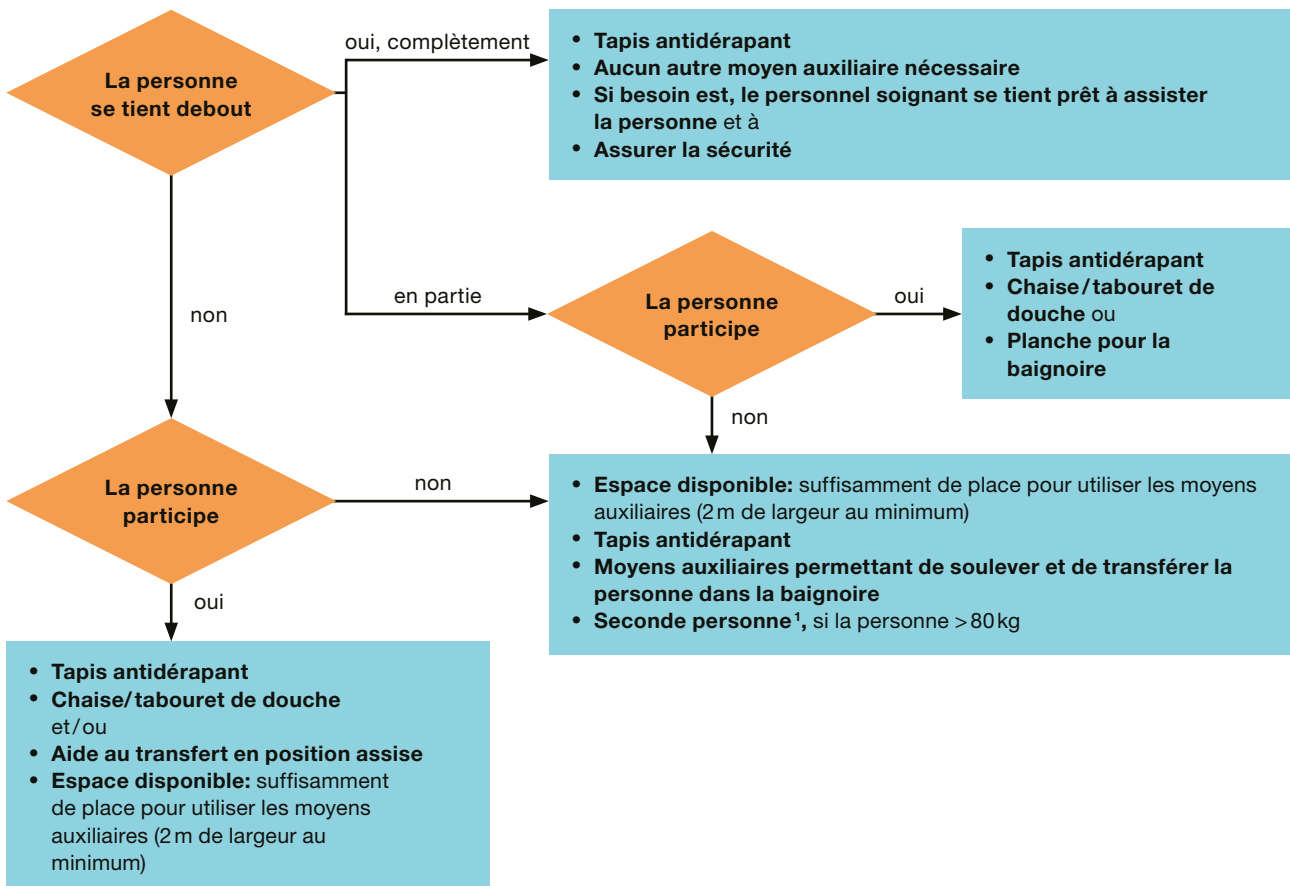 La personne
se tient debout
oui, complètement
• Tapis antidérapant
• Aucun autre moyen auxiliaire nécessaire
• Si besoin est, le personnel soignant se tient prêt à assister
la personne et à
• Assurer la sécurité
non
en partie
La personne
participe
oui
• Tapis antidérapant
• Chaise/tabouret de
douche ou
• Planche pour la
baignoire
non
La personne
participe
non
• Espace disponible: suffisamment de place pour utiliser les moyens
auxiliaires (2 m de largeur au minimum)
• Tapis antidérapant
• Moyens auxiliaires permettant de soulever et de transférer la
personne dans la baignoire
• Seconde personne¹, si la personne > 80 kg
oui
• Tapis antidérapant
• Chaise/tabouret de douche
et/ou
• Aide au transfert en position assise
• Espace disponible: suffisamment
de place pour utiliser les moyens
auxiliaires (2 m de largeur au
minimum)